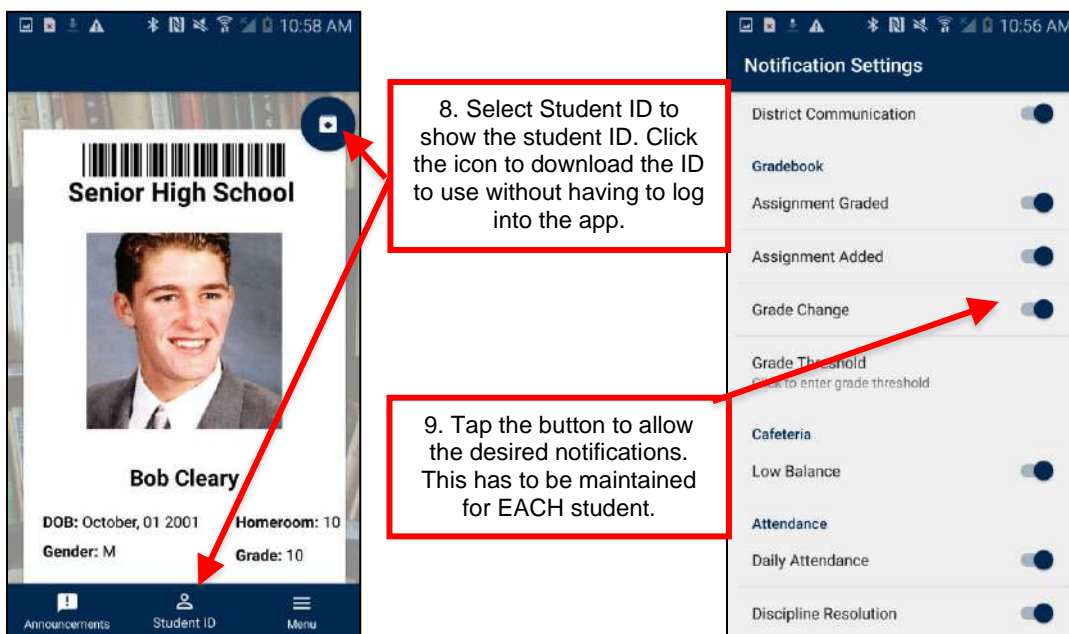 10:58 AM
Senior High School
Bob Cleary
DOB: October, 01 2001 Homeroom: 10
Gender: M Grade: 10
Announcements Student ID Menu
8. Select Student ID to
show the student ID. Click
the icon to download the ID
to use without having to log
into the app.
9. Tap the button to allow
the desired notifications.
This has to be maintained
for EACH student.
10:56 AM
Notification Settings
District Communication
Gradebook
Assignment Graded
Assignment Added
Grade Change
Grade Threshold
Click to enter grade threshold
Cafeteria
Low Balance
Attendance
Daily Attendance
Discipline Resolution